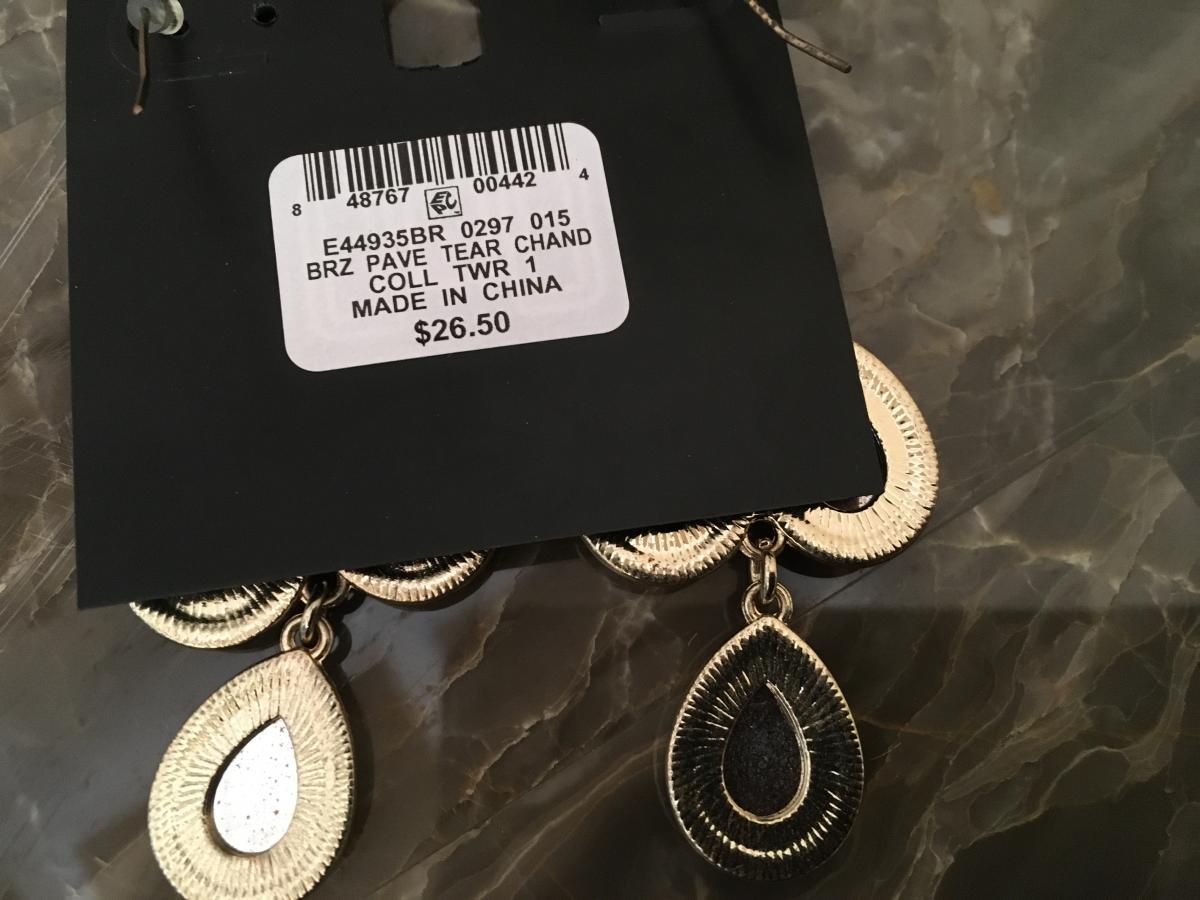 8 48767 EPC 00442 4
E44935BR 0297 015
BRZ PAVE TEAR CHAND
COLL TWR 1
MADE IN CHINA
$26.50